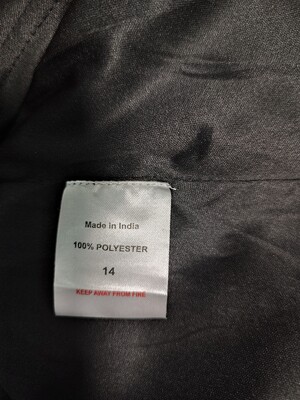 Made in India
100% POLYESTER
14
KEEP AWAY FROM FIRE